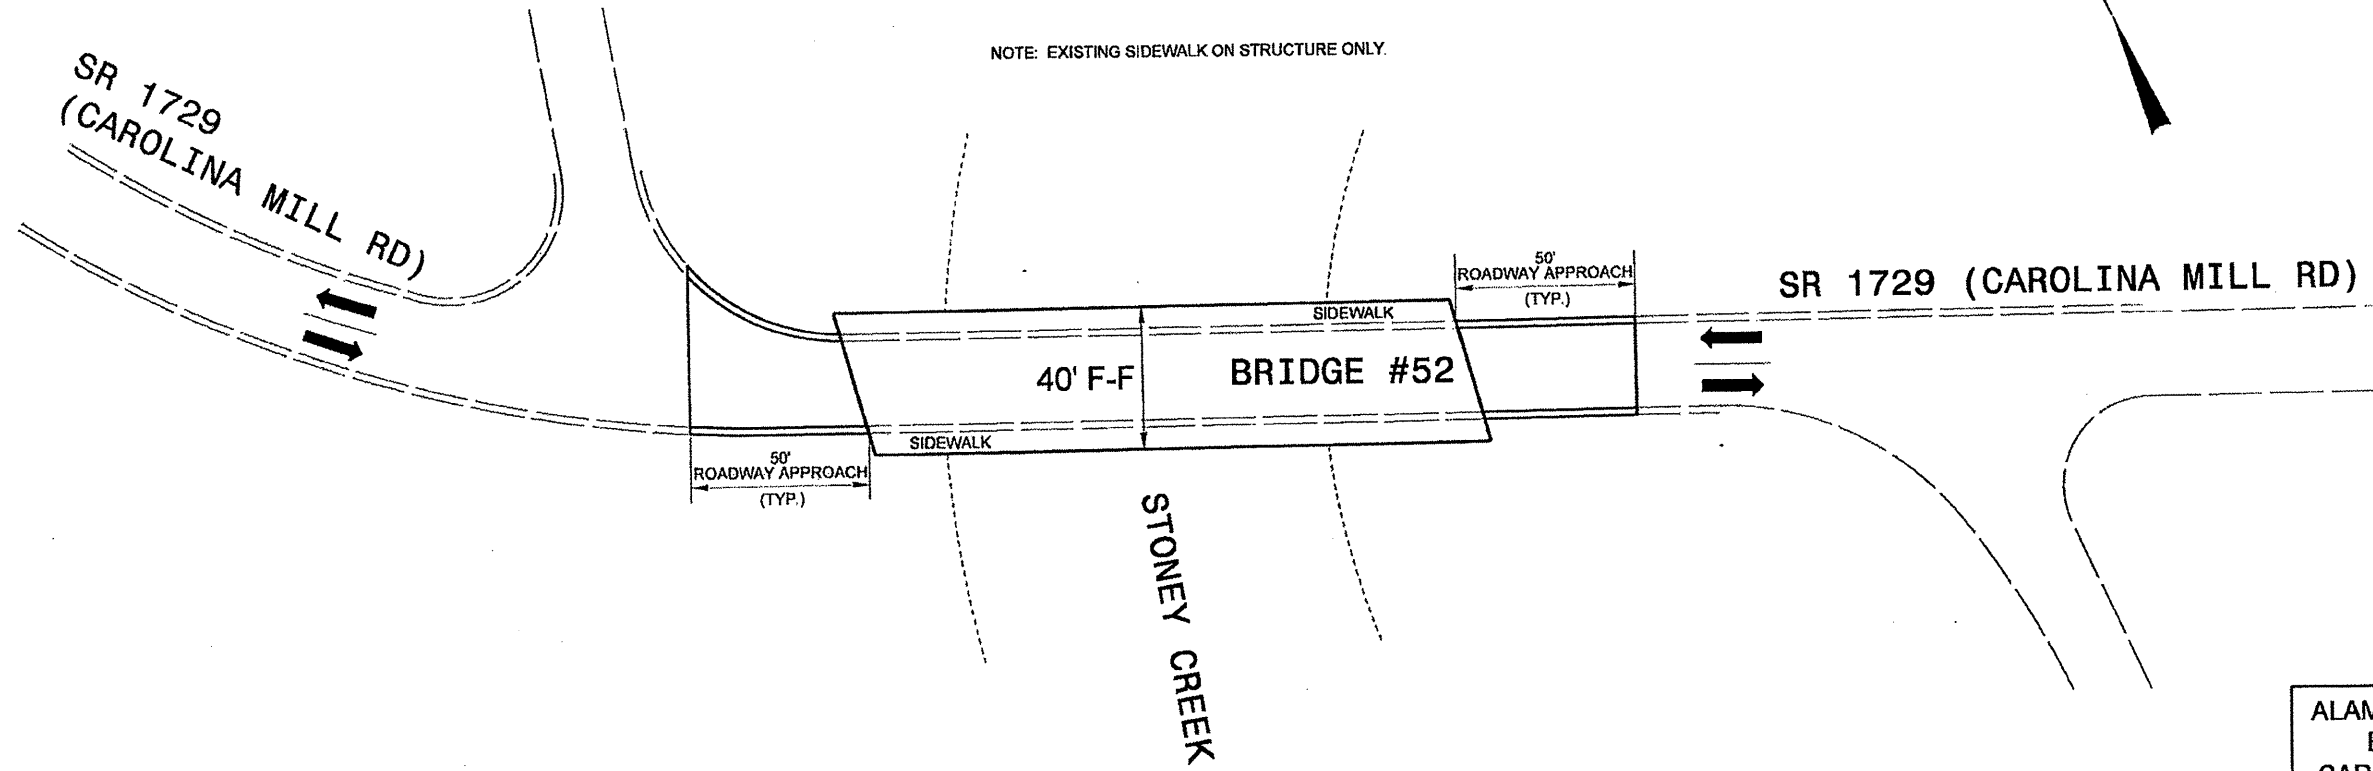 NOTE: EXISTING SIDEWALK ON STRUCTURE ONLY.
SR 1729
(CAROLINA MILL RD)
50'
ROADWAY APPROACH
(TYP.)
SR 1729 (CAROLINA MILL RD)
SIDEWALK
40' F-F
BRIDGE #52
SIDEWALK
50'
ROADWAY APPROACH
(TYP.)
STONEY CREEK